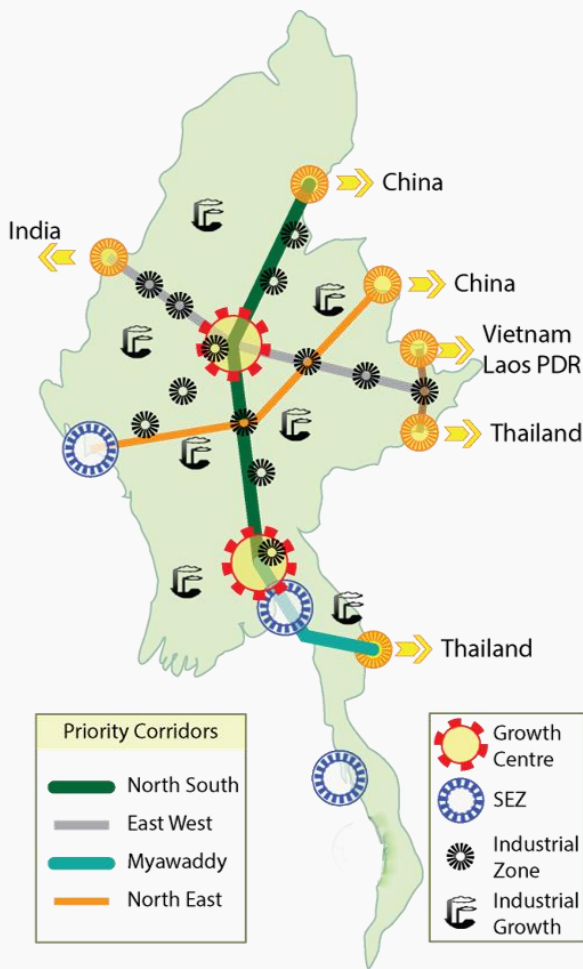 China
India
China
Vietnam
Laos PDR
Thailand
Thailand
Priority Corridors
North South
East West
Myawaddy
North East
Growth
Centre
SEZ
Industrial
Zone
Industrial
Growth